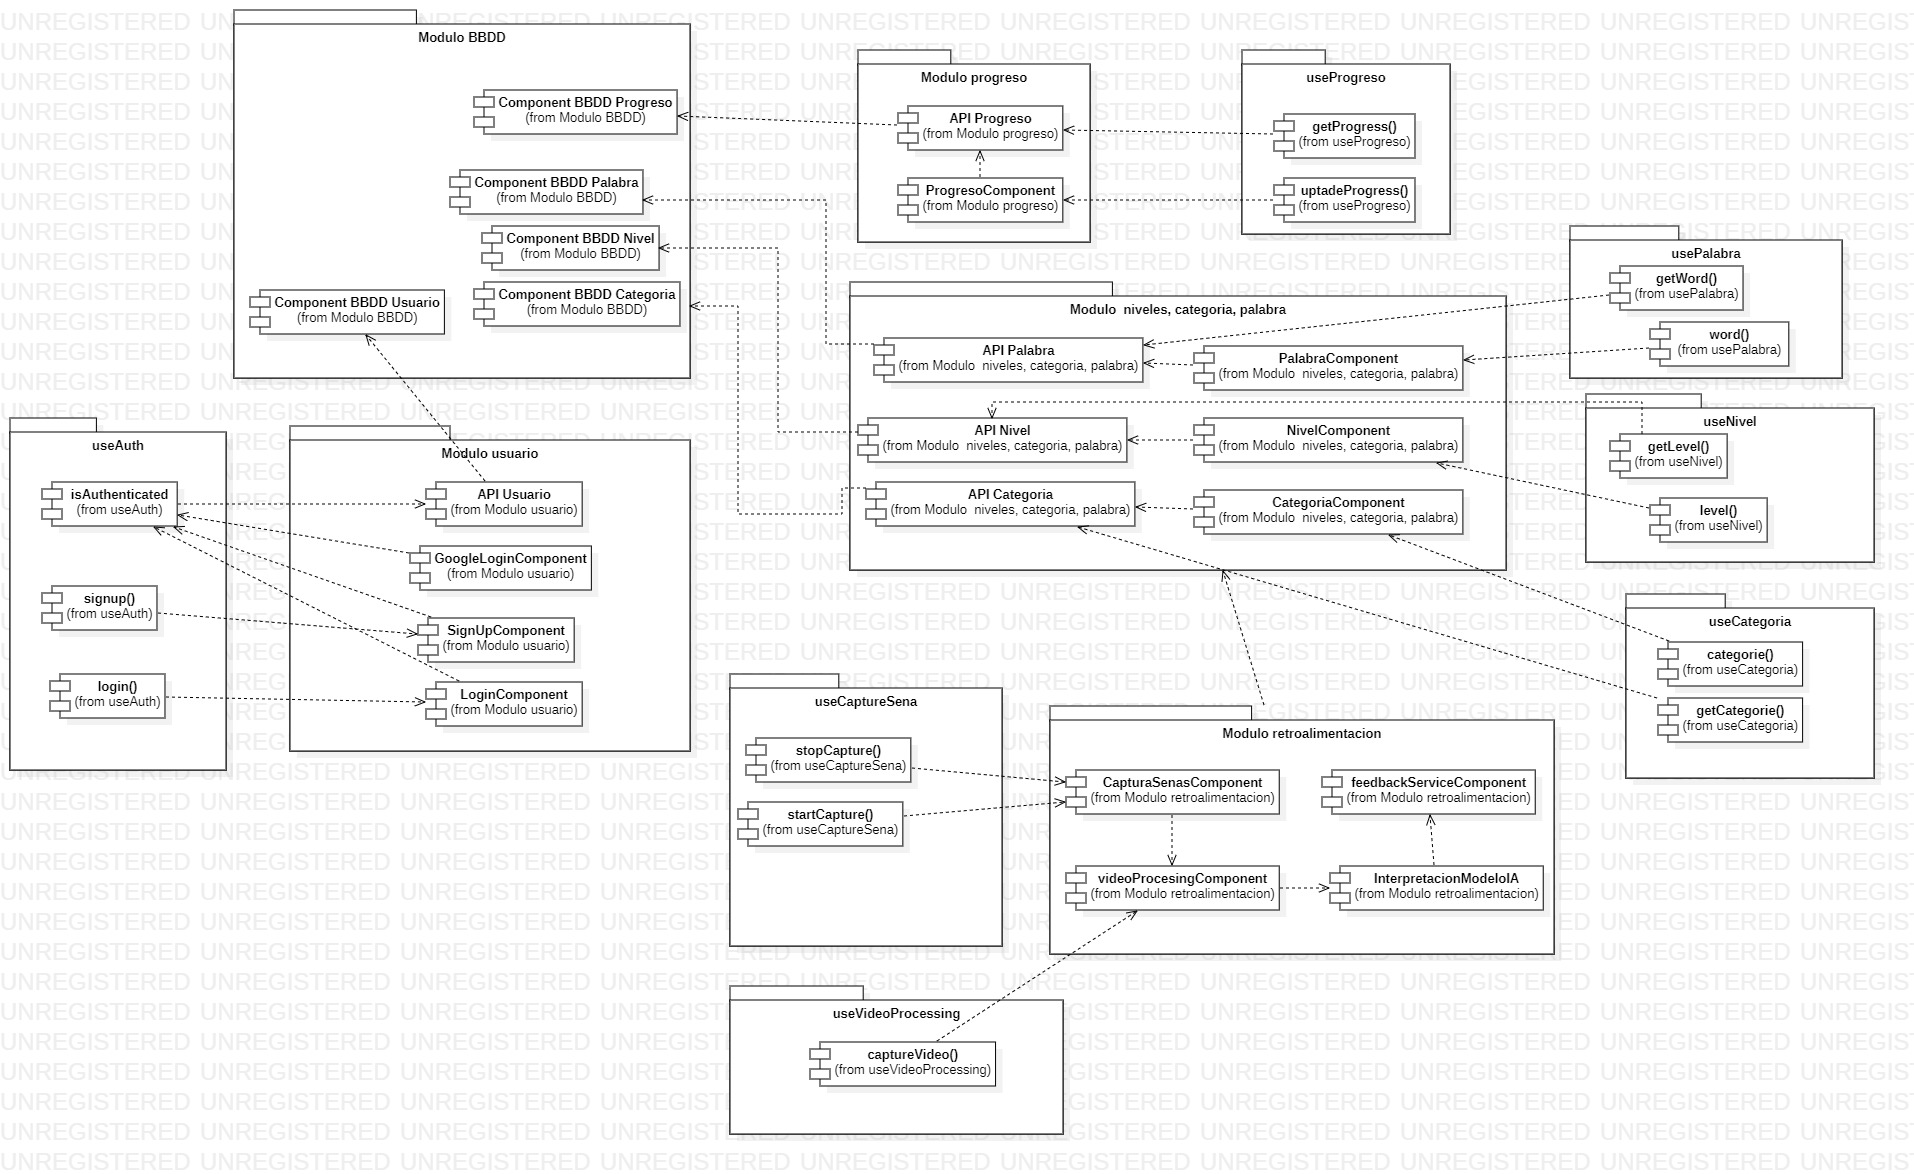 Modulo BBDD
Component BBDD Progreso
(from Modulo BBDD)
Component BBDD Palabra
(from Modulo BBDD)
Component BBDD Nivel
(from Modulo BBDD)
Component BBDD Categoria
(from Modulo BBDD)
Component BBDD Usuario
(from Modulo BBDD)
Modulo progreso
API Progreso
(from Modulo progreso)
ProgresoComponent
(from Modulo progreso)
useProgreso
getProgress()
(from useProgreso)
uptadeProgress()
(from useProgreso)
usePalabra
getWord()
(from usePalabra)
word()
(from usePalabra)
Modulo  niveles, categoria, palabra
API Palabra
(from Modulo  niveles, categoria, palabra)
PalabraComponent
(from Modulo  niveles, categoria, palabra)
API Nivel
(from Modulo  niveles, categoria, palabra)
NivelComponent
(from Modulo  niveles, categoria, palabra)
API Categoria
(from Modulo  niveles, categoria, palabra)
CategoriaComponent
(from Modulo  niveles, categoria, palabra)
useNivel
getLevel()
(from useNivel)
level()
(from useNivel)
useAuth
isAuthenticated
(from useAuth)
signup()
(from useAuth)
login()
(from useAuth)
Modulo usuario
API Usuario
(from Modulo usuario)
GoogleLoginComponent
(from Modulo usuario)
SignUpComponent
(from Modulo usuario)
LoginComponent
(from Modulo usuario)
useCategoria
categorie()
(from useCategoria)
getCategorie()
(from useCategoria)
useCaptureSena
stopCapture()
(from useCaptureSena)
startCapture()
(from useCaptureSena)
Modulo retroalimentacion
CapturaSenasComponent
(from Modulo retroalimentacion)
feedbackServiceComponent
(from Modulo retroalimentacion)
videoProcesingComponent
(from Modulo retroalimentacion)
InterpretacionModeloIA
(from Modulo retroalimentacion)
useVideoProcessing
captureVideo()
(from useVideoProcessing)
UNREGISTERED